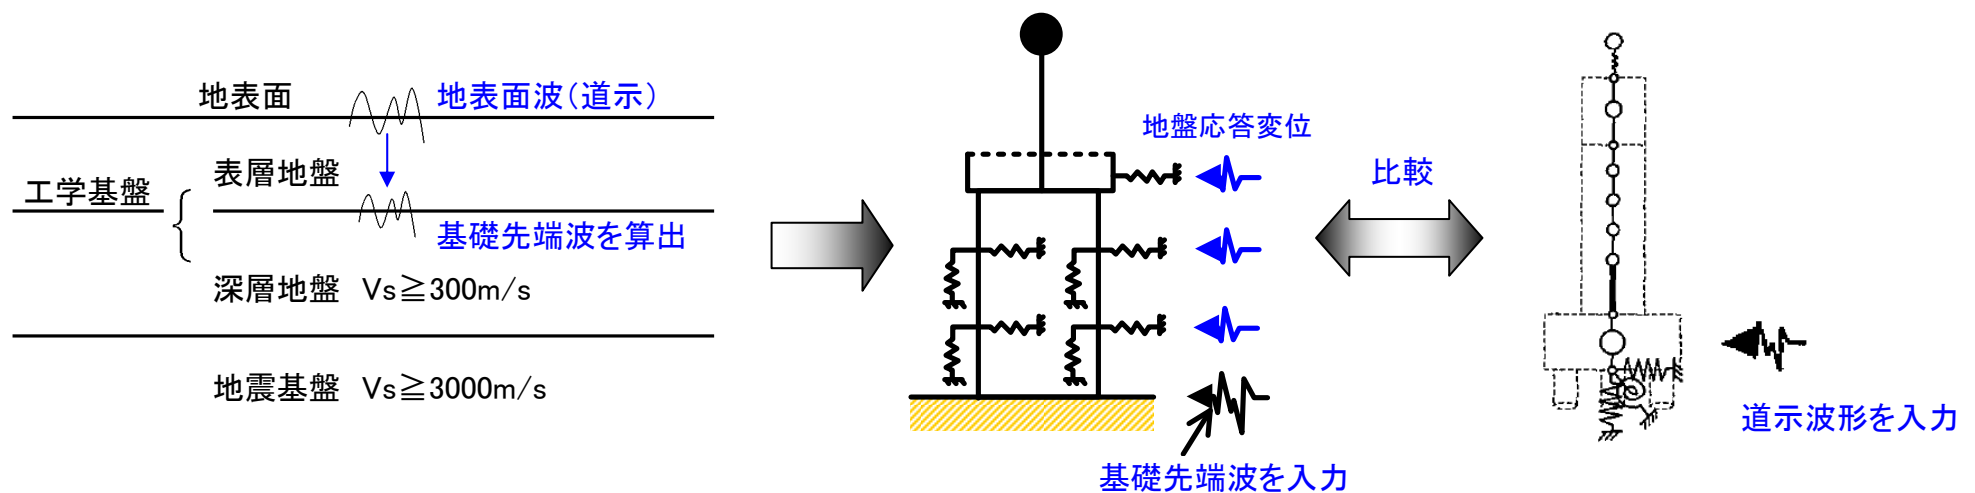 地表面
地表面波(道示)
表層地盤
工学基盤
基礎先端波を算出
深層地盤 Vs≧300m/s
地震基盤 Vs≧3000m/s
地盤応答変位
基礎先端波を入力
比較
道示波形を入力